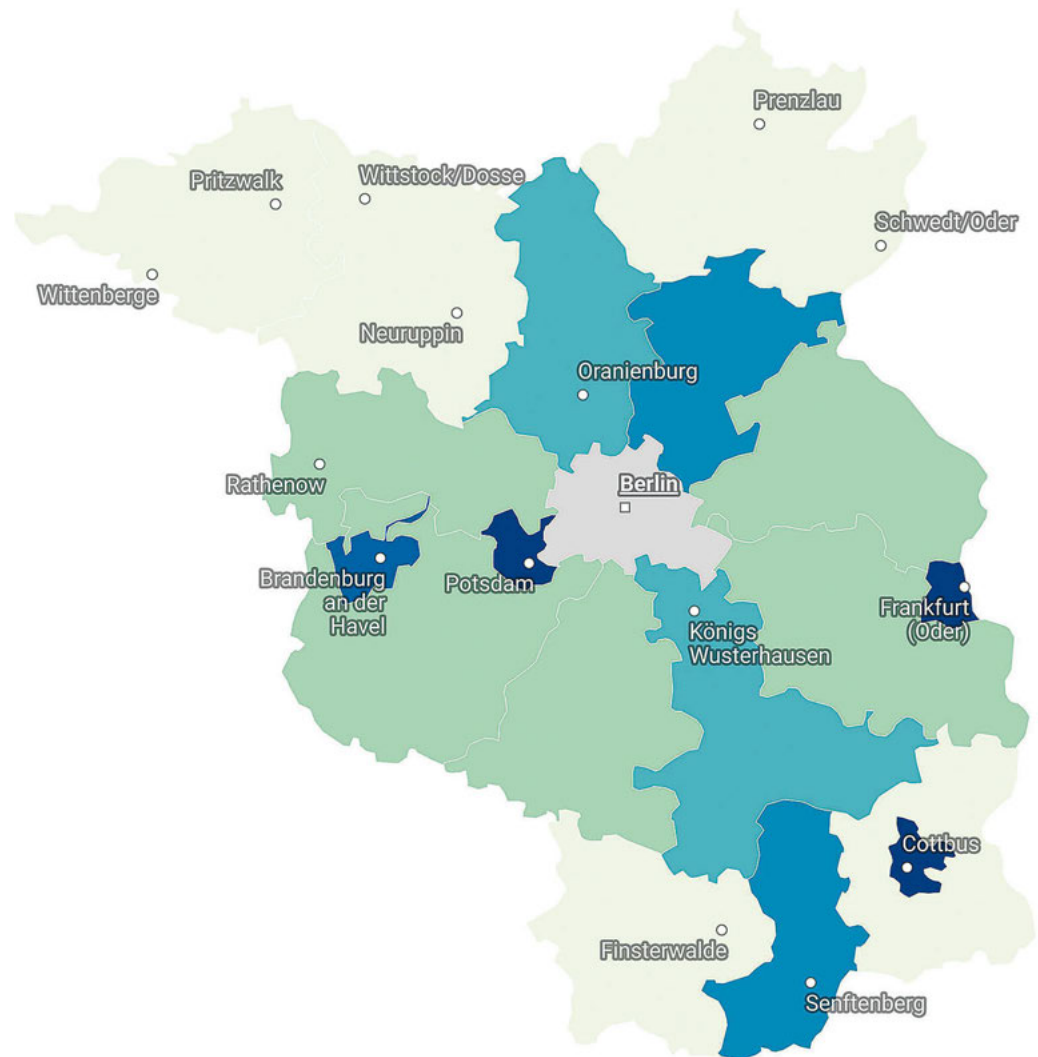 Prenzlau
Wittstock/Dosse
Pritzwalk
Schwedt/Oder
Wittenberge
Neuruppin
Oranienburg
Rathenow
Berlin
Brandenburg
an der
Havel
Potsdam
Frankfurt
(Oder)
Königs
Wusterhausen
Cottbus
Finsterwalde
Senftenberg